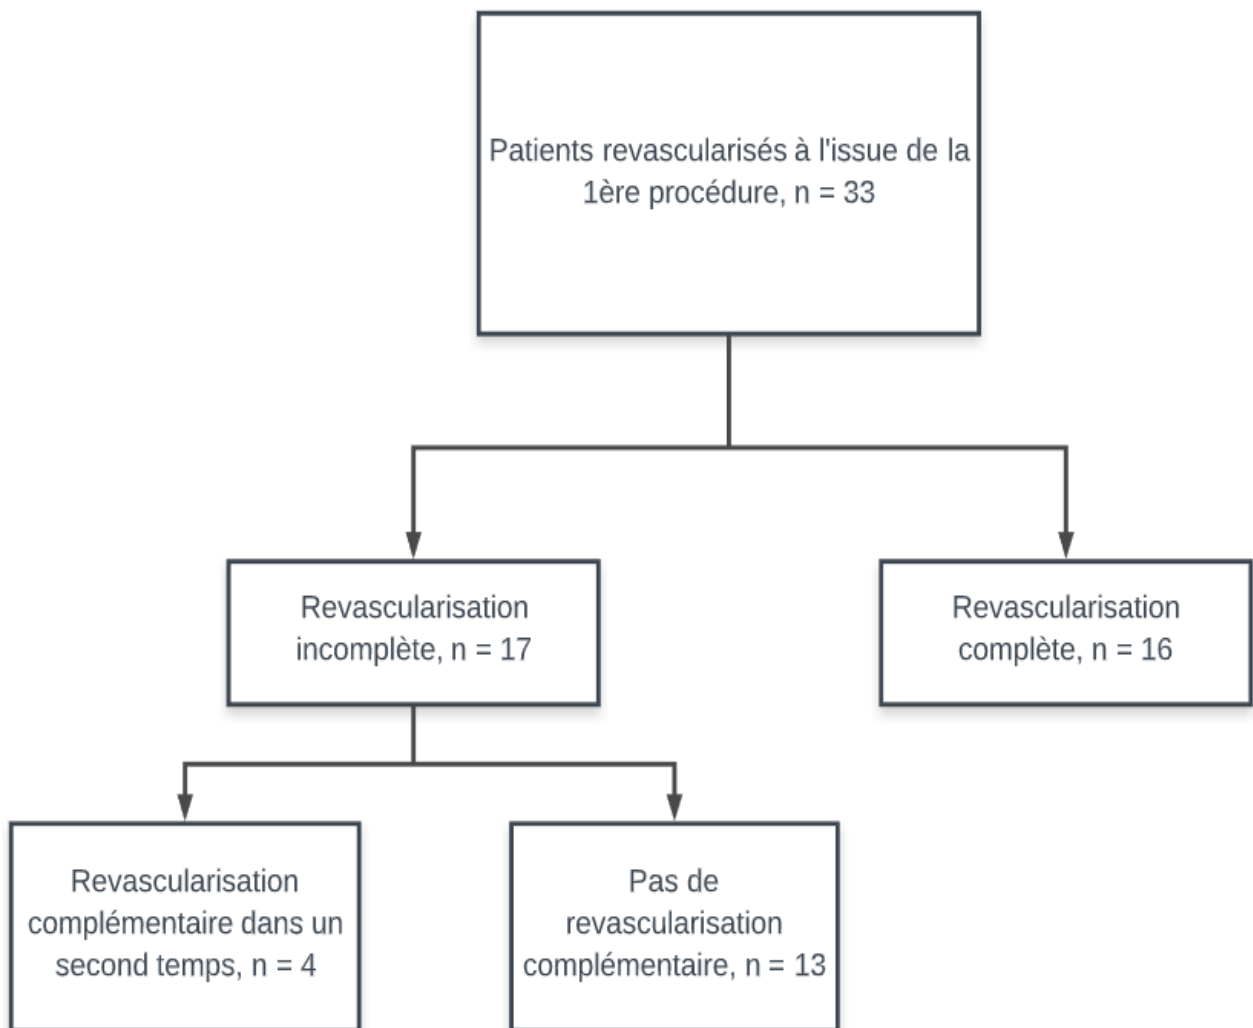 Patients revascularisés à l'issue de la
1ère procédure, n = 33
Revascularisation
incomplète, n = 17
Revascularisation
complète, n = 16
Revascularisation
complémentaire dans un
second temps, n = 4
Pas de
revascularisation
complémentaire, n = 13